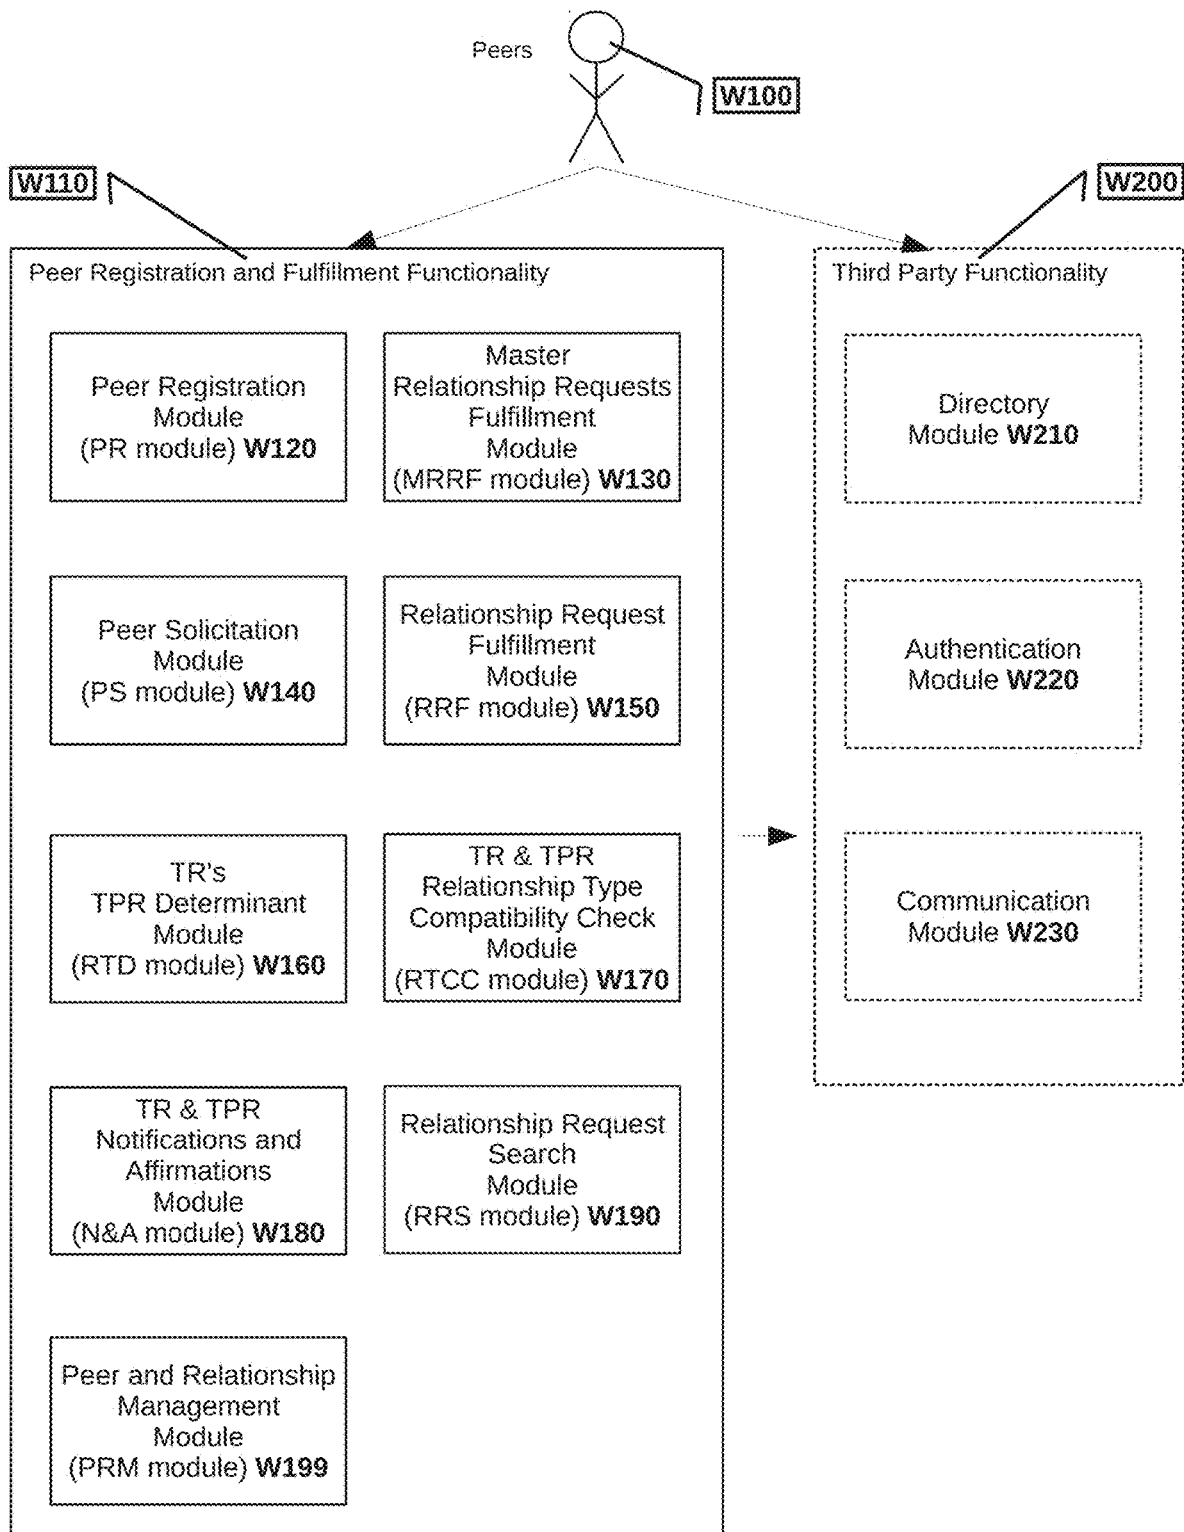 Peers
W100
W110
W200
Peer Registration and Fulfillment Functionality
Peer Registration
Module
(PR module) W120
Master
Relationship Requests
Fulfillment
Module
(MRRF module) W130
Peer Solicitation
Module
(PS module) W140
Relationship Request
Fulfillment
Module
(RRF module) W150
TR's
TPR Determinant
Module
(RTD module) W160
TR & TPR
Relationship Type
Compatibility Check
Module
(RTCC module) W170
TR & TPR
Notifications and
Affirmations
Module
(N&A module) W180
Relationship Request
Search
Module
(RRS module) W190
Peer and Relationship
Management
Module
(PRM module) W199
Third Party Functionality
Directory
Module W210
Authentication
Module W220
Communication
Module W230